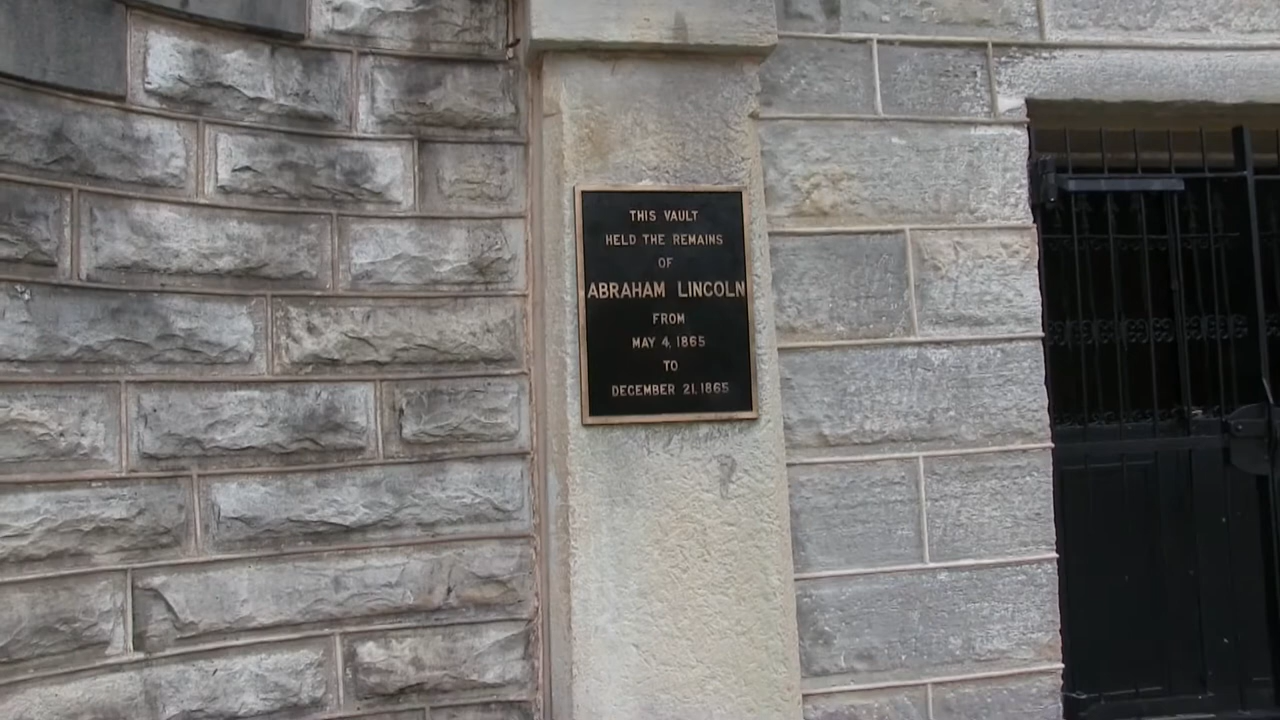 THIS VAULT
HELD THE REMAINS
OF
ABRAHAM LINCOLN
FROM
MAY 4, 1865
TO
DECEMBER 21, 1865